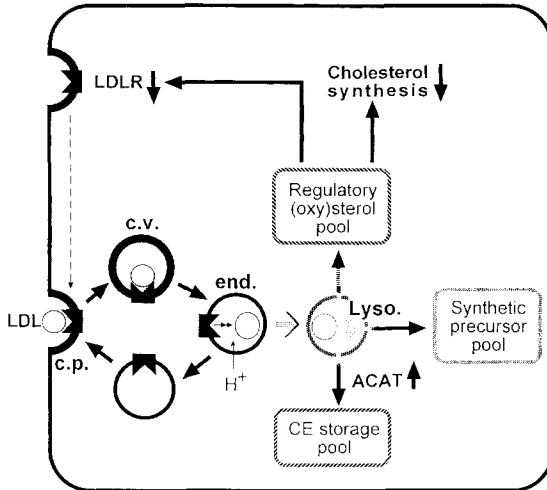 LDLR
Cholesterol
synthesis
Regulatory
(oxy)sterol
pool
c.v.
end.
LDL
c.p.
H+
Lyso.
Synthetic
precursor
pool
ACAT
CE storage
pool